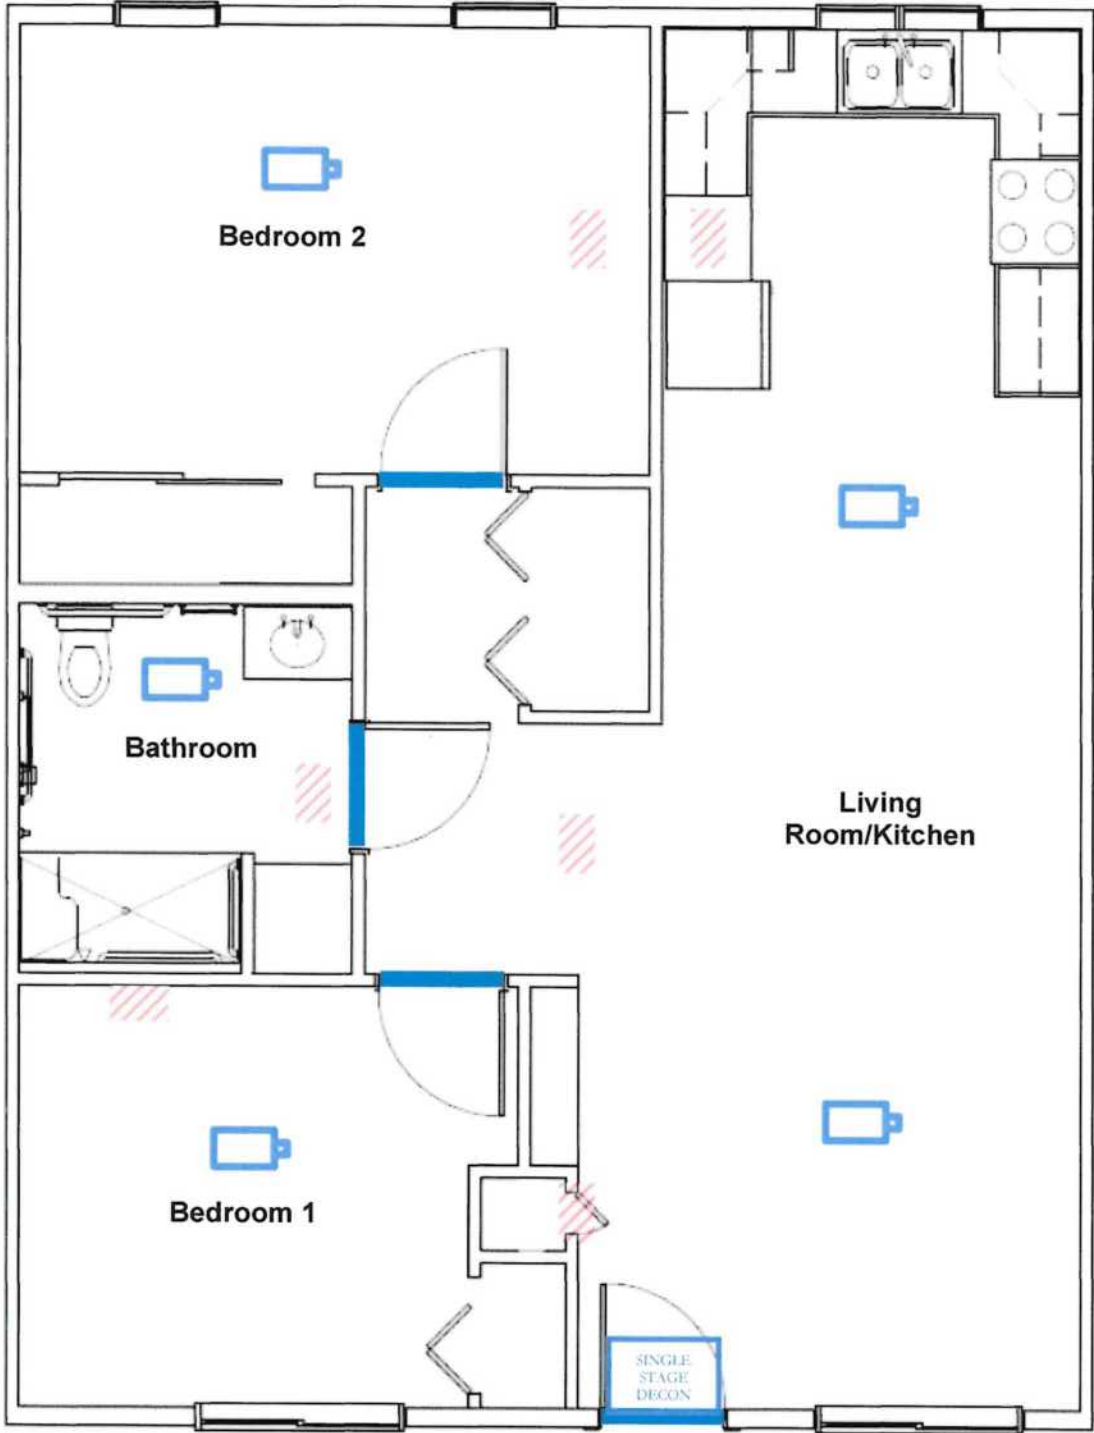 Bedroom 2
Bathroom
Living
Room/Kitchen
Bedroom 1
SINGLE
STAGE
DECON